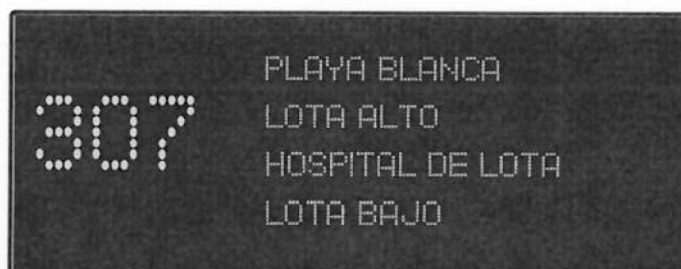 307
PLAYA BLANCA
LOTA ALTO
HOSPITAL DE LOTA
LOTA BAJO